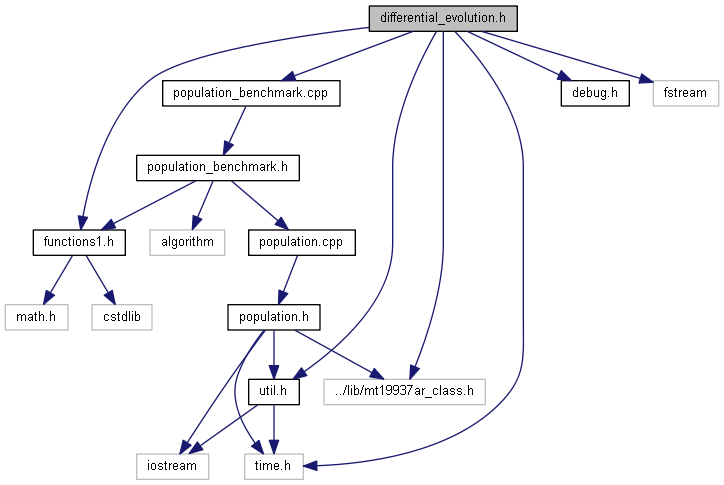 differential_evolution.h
population_benchmark.cpp
debug.h
fstream
population_benchmark.h
functions1.h
algorithm
population.cpp
math.h
cstdlib
population.h
util.h
../lib/mt19937ar_class.h
iostream
time.h